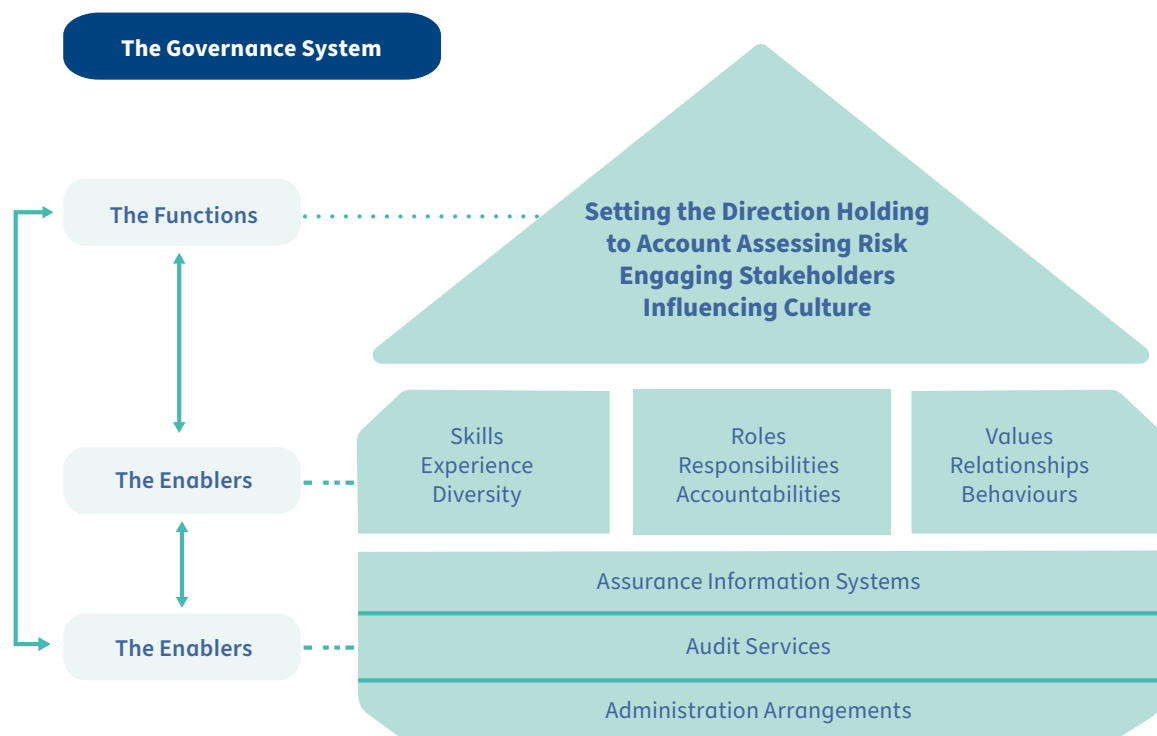 The Governance System
The Functions
Setting the Direction Holding
to Account Assessing Risk
Engaging Stakeholders
Influencing Culture
The Enablers
Skills
Experience
Diversity
Roles
Responsibilities
Accountabilities
Values
Relationships
Behaviours
The Enablers
Assurance Information Systems
Audit Services
Administration Arrangements